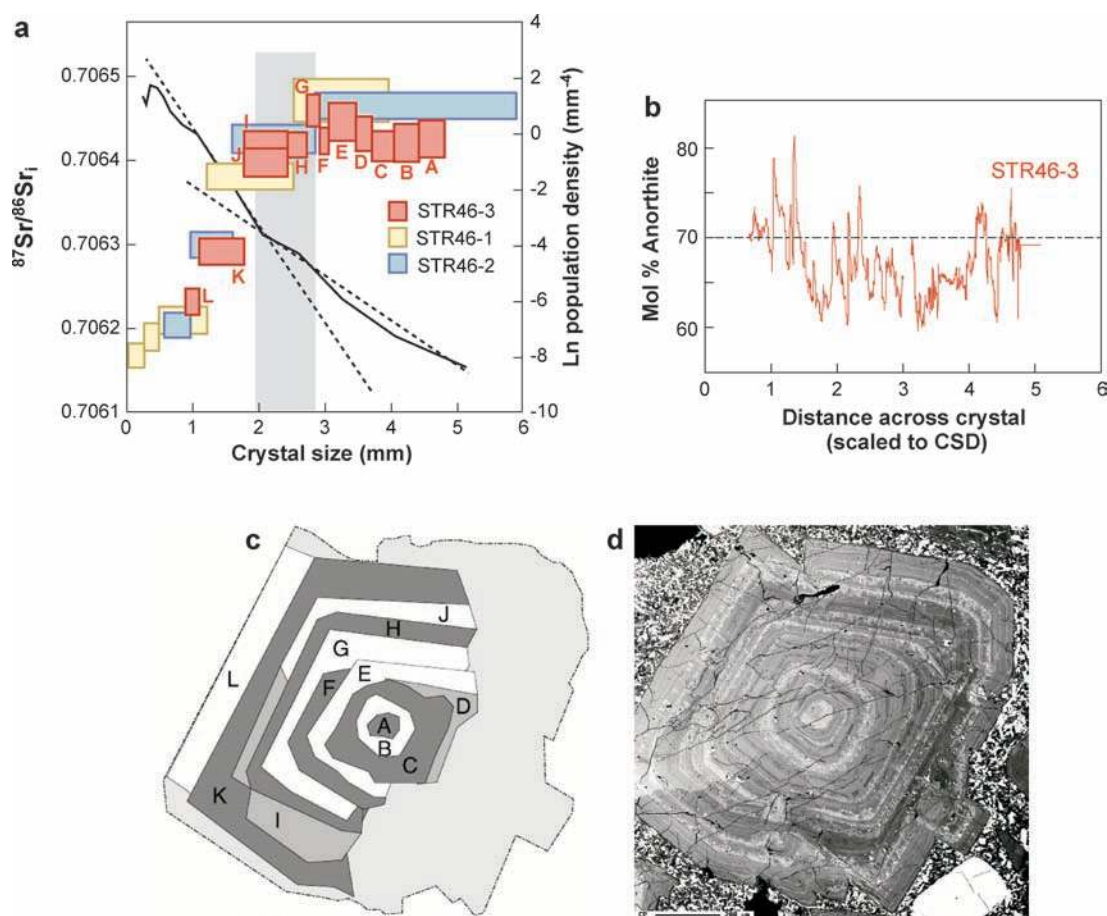 a
⁸⁷Sr/⁸⁶Srᵢ
0.7065
0.7064
0.7063
0.7062
0.7061
0 1 2 3 4 5 6
Crystal size (mm)
4
2
0
-2
-4
-6
-8
-10
Ln population density (mm⁻⁴)
G
I
J
H
F
E
D
C
B
A
K
L
STR46-3
STR46-1
STR46-2
b
Mol % Anorthite
80
70
60
STR46-3
0 1 2 3 4 5 6
Distance across crystal
(scaled to CSD)
c
J
H
G
L
E
F
D
A
B
C
K
I
d